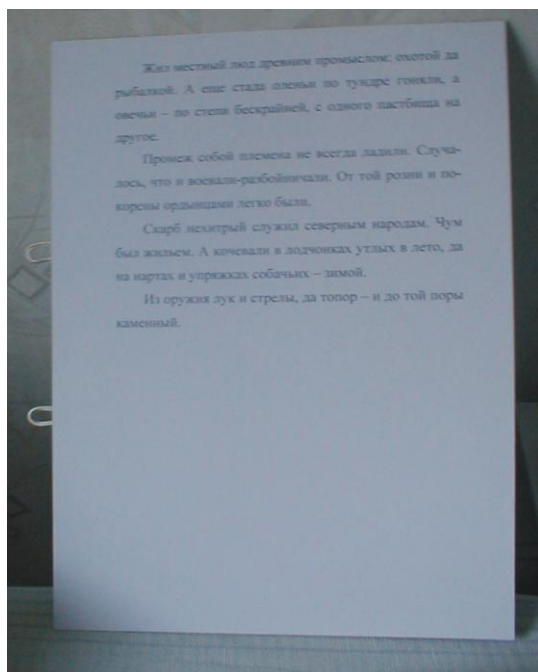 Жил местный люд древним промыслом: охотой да
рыбалкой. А еще стада оленьи по тундре гоняли, а
овечьи – по степи бескрайней, с одного пастбища на
другое.
Промеж собой племена не всегда ладили. Случа-
лось, что и воевали-разбойничали. От той розни и по-
корены ордынцами легко были.
Скарб нехитрый служил северным народам. Чум
был жильем. А кочевали в лодчонках утлых в лето, да
на нартах и упряжках собачьих – зимой.
Из оружия лук и стрелы, да топор – и до той поры
каменный.